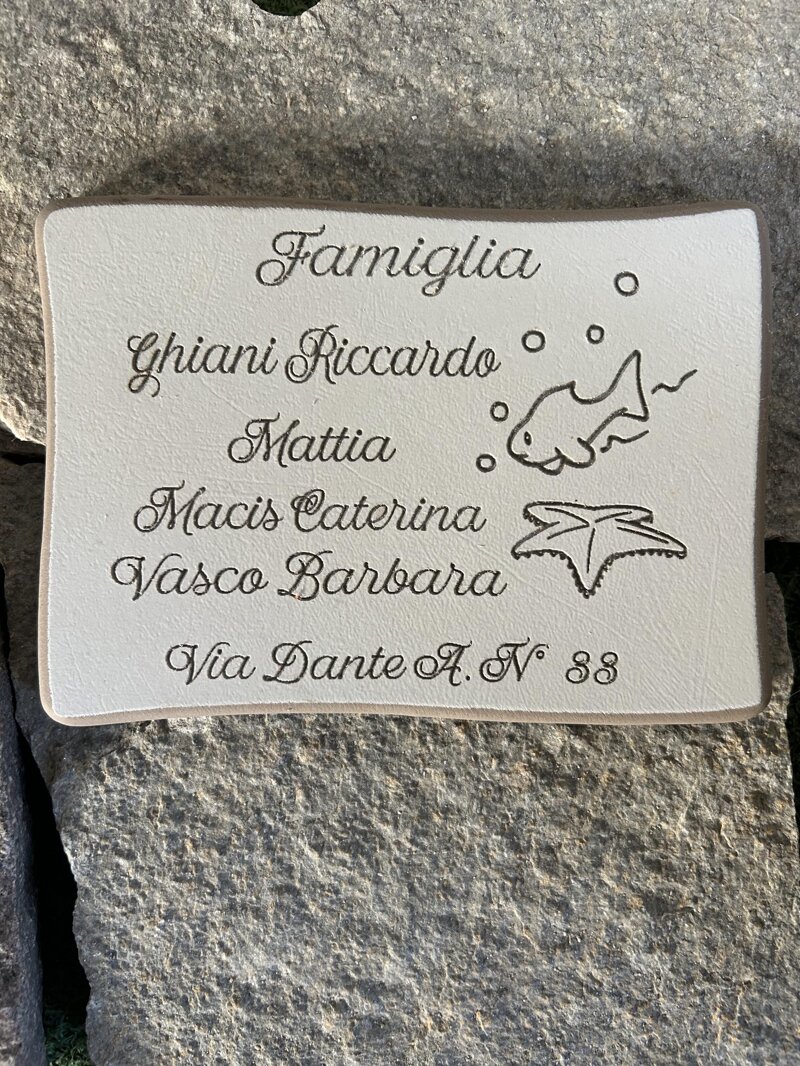 Famiglia
Ghiani Riccardo
Mattia
Macis Caterina
Vasco Barbara
Via Dante A. N° 33